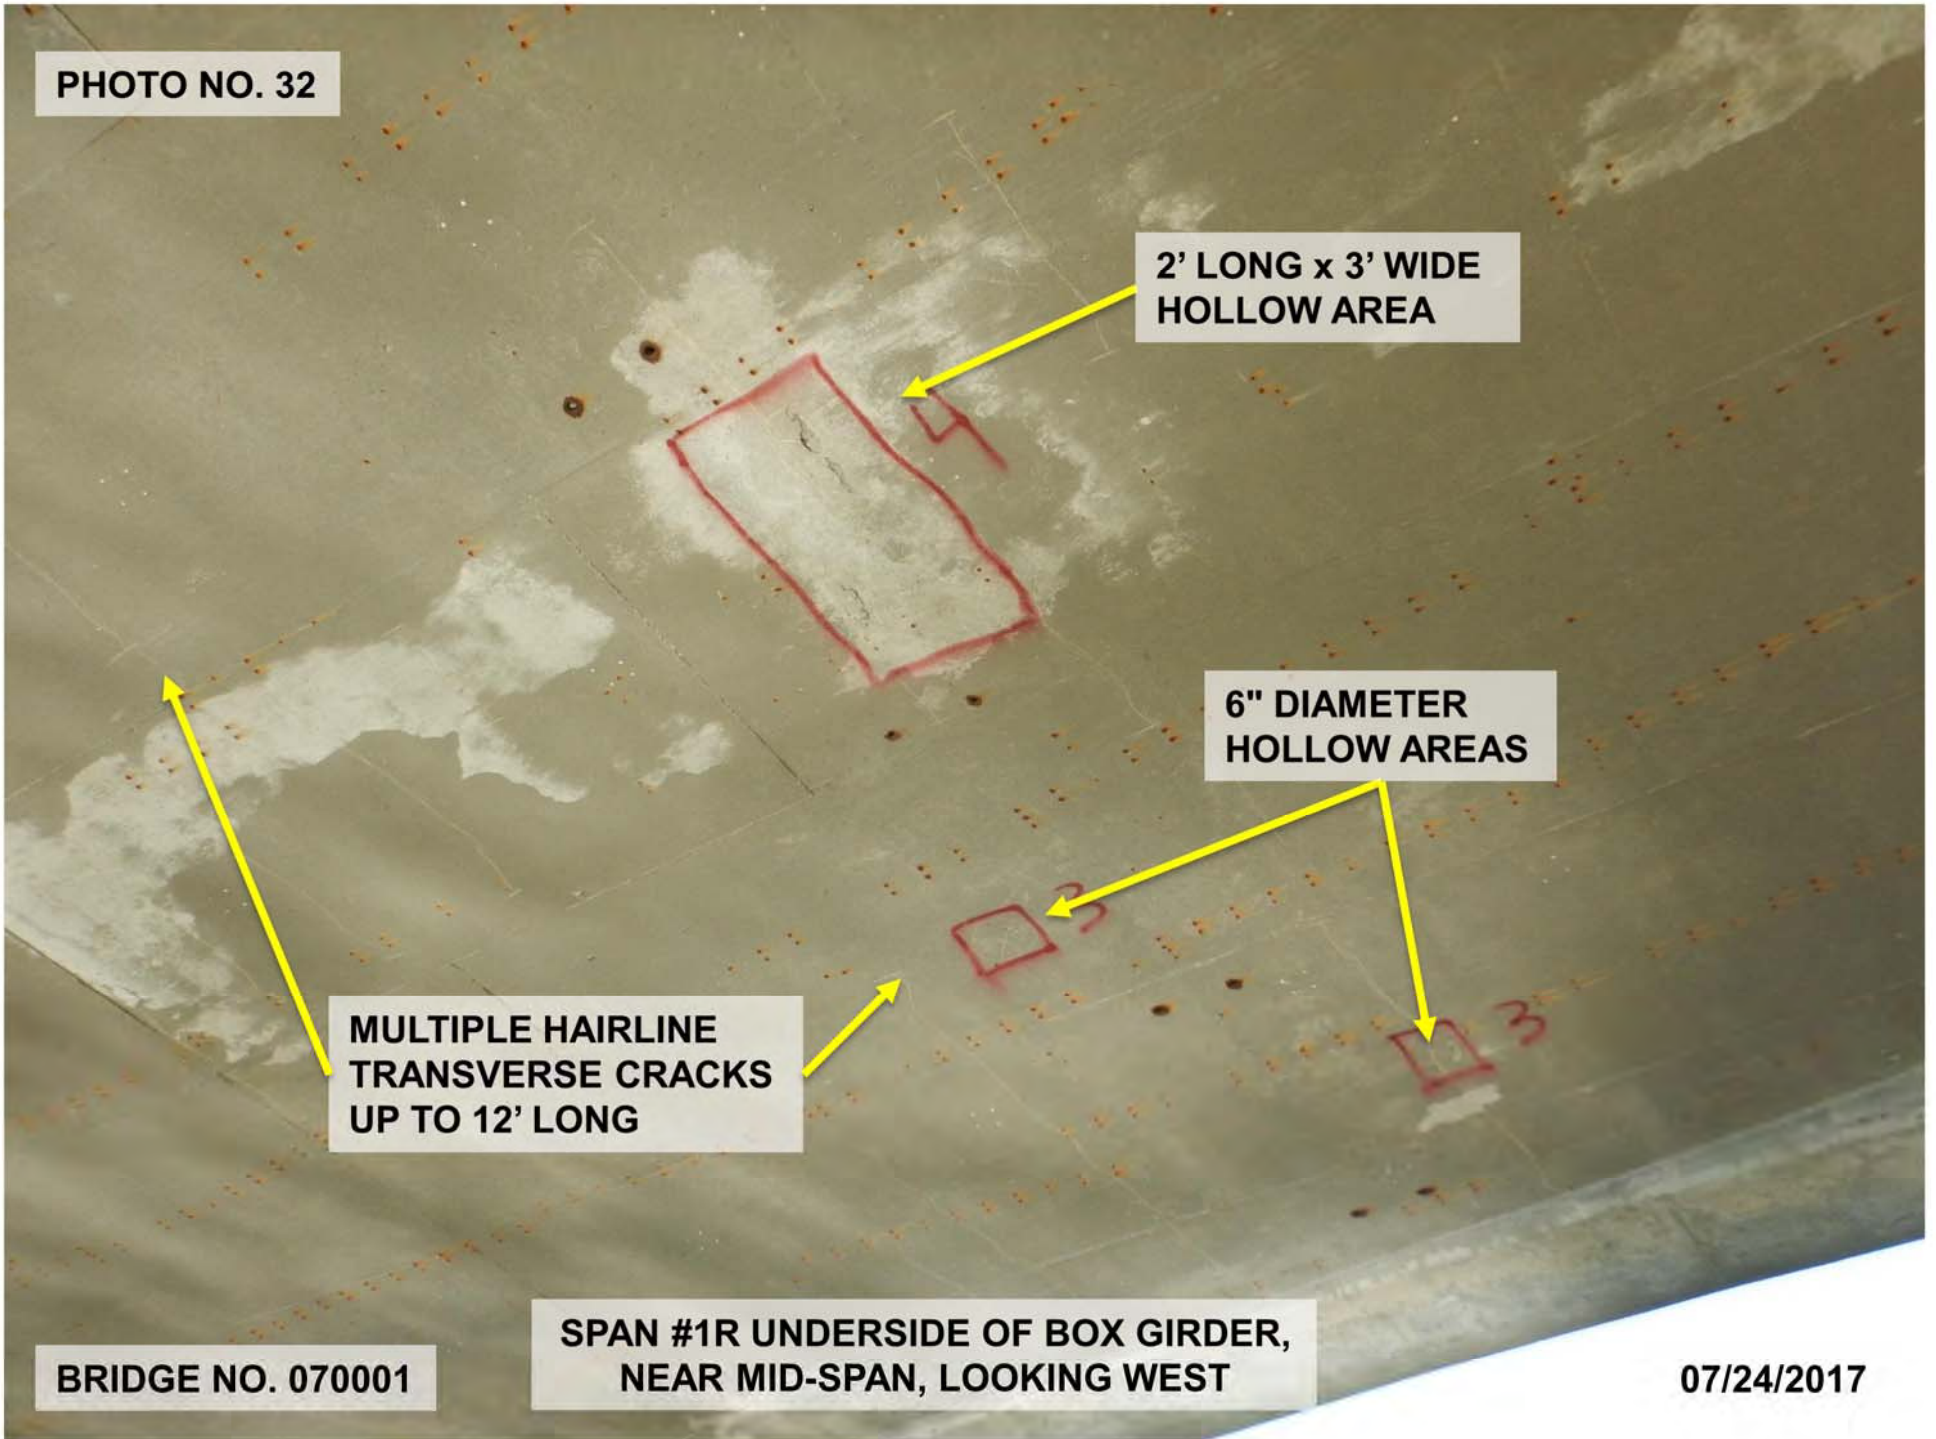 PHOTO NO. 32
2’ LONG x 3’ WIDE
HOLLOW AREA
4
6" DIAMETER
HOLLOW AREAS
3
3
MULTIPLE HAIRLINE
TRANSVERSE CRACKS
UP TO 12’ LONG
SPAN #1R UNDERSIDE OF BOX GIRDER,
NEAR MID-SPAN, LOOKING WEST
BRIDGE NO. 070001
07/24/2017